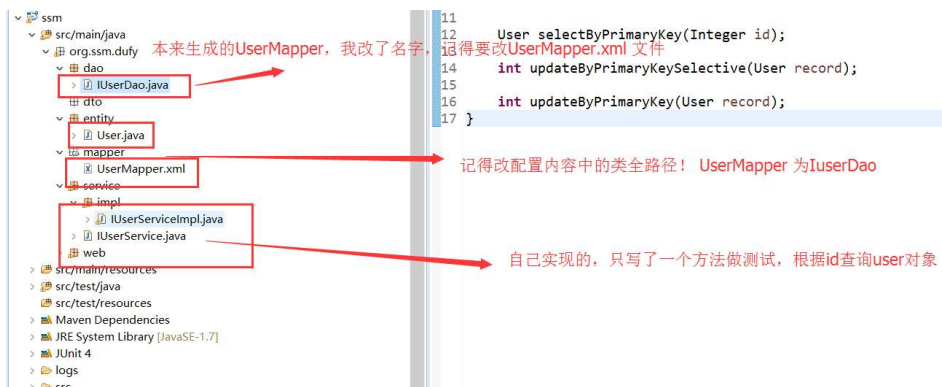 ssm
src/main/java
org.ssm.dufy
dao
IUserDao.java
dto
entity
User.java
mapper
UserMapper.xml
service
impl
IUserServiceImpl.java
IUserService.java
web
src/main/resources
src/test/java
src/test/resources
Maven Dependencies
JRE System Library [JavaSE-1.7]
JUnit 4
logs
src
本来生成的UserMapper，我改了名字，记得要改UserMapper.xml 文件
11
12 User selectByPrimaryKey(Integer id);
13
14 int updateByPrimaryKeySelective(User record);
15
16 int updateByPrimaryKey(User record);
17 }
记得改配置内容中的类全路径！ UserMapper 为IuserDao
自己实现的，只写了一个方法做测试，根据id查询user对象